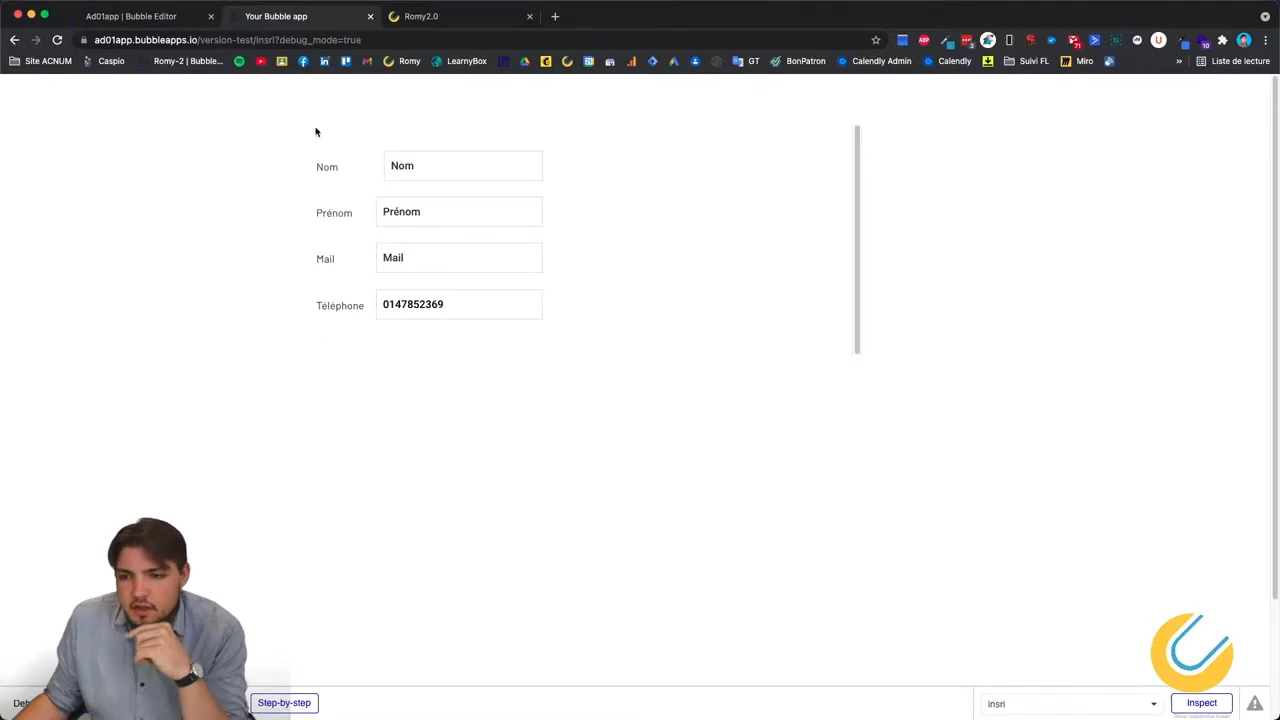 Ad01app | Bubble Editor
Your Bubble app
Romy2.0
ad01app.bubbleapps.io/version-test/insri?debug_mode=true
Site ACNUM
Caspio
Romy-2 | Bubble...
Romy
LearnyBox
GT
BonPatron
Calendly Admin
Calendly
Suivi FL
Miro
»
Liste de lecture
Nom
Nom
Prénom
Prénom
Mail
Mail
Téléphone
0147852369
Step-by-step
insri
Inspect